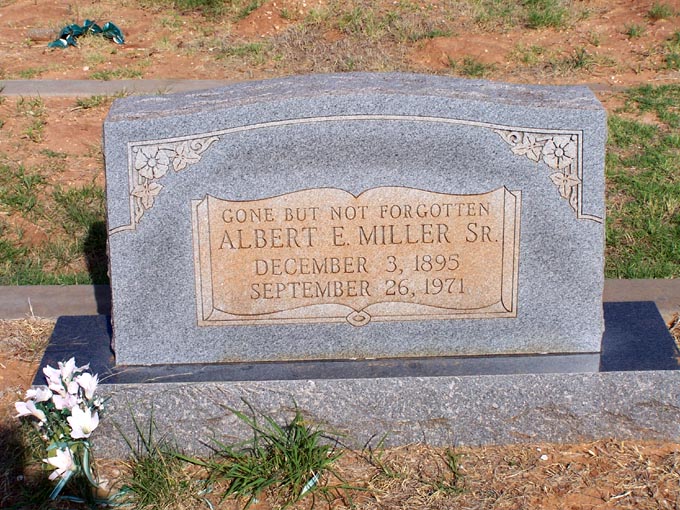 GONE BUT NOT FORGOTTEN
ALBERT E. MILLER SR.
DECEMBER 3, 1895
SEPTEMBER 26, 1971